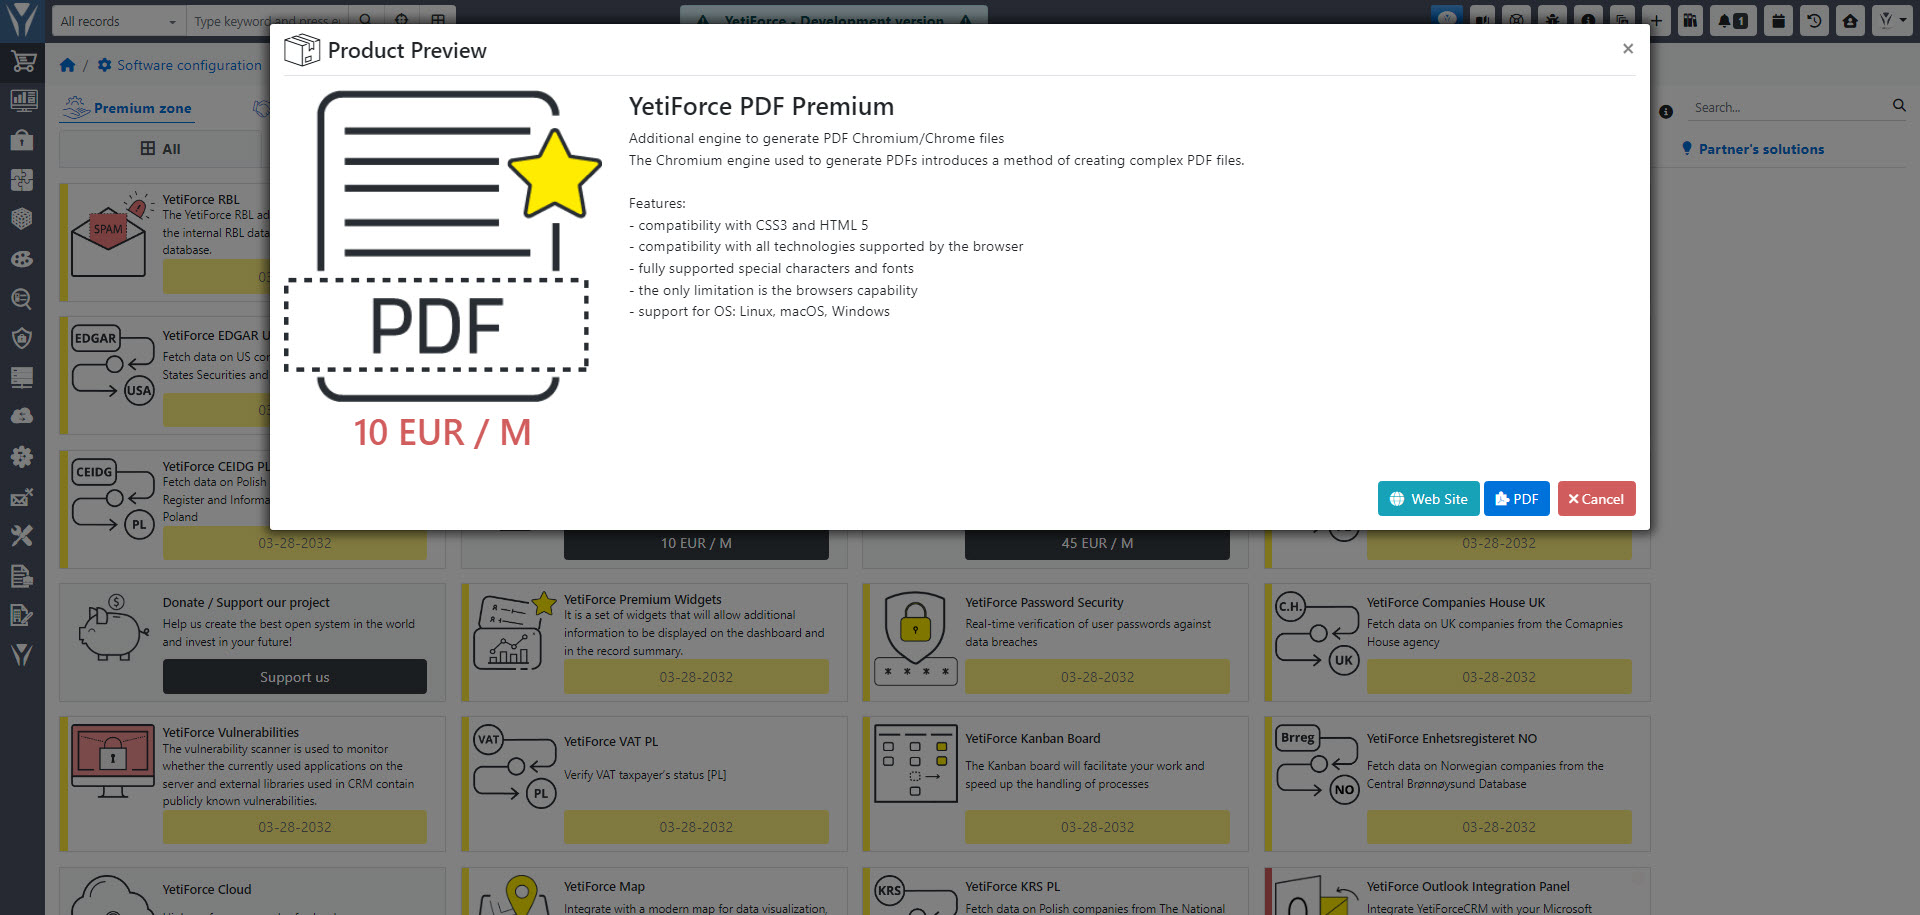 All records
Type keyword and press e
YetiForce - Development version
1
/ Software configuration
Product Preview
×
Premium zone
Search...
All
Partner's solutions
PDF
10 EUR / M
YetiForce PDF Premium
Additional engine to generate PDF Chromium/Chrome files
The Chromium engine used to generate PDFs introduces a method of creating complex PDF files.
Features:
- compatibility with CSS3 and HTML 5
- compatibility with all technologies supported by the browser
- fully supported special characters and fonts
- the only limitation is the browsers capability
- support for OS: Linux, macOS, Windows
Web Site
PDF
Cancel
SPAM
YetiForce RBL
The YetiForce RBL ad
the internal RBL data
database.
03
EDGAR
USA
YetiForce EDGAR U
Fetch data on US con
States Securities and
03
CEIDG
PL
YetiForce CEIDG PL
Fetch data on Polish
Register and Informa
Poland
03-28-2032
10 EUR / M
45 EUR / M
03-28-2032
Donate / Support our project
Help us create the best open system in the world
and invest in your future!
Support us
YetiForce Premium Widgets
It is a set of widgets that will allow additional
information to be displayed on the dashboard and
in the record summary.
03-28-2032
* * * *
YetiForce Password Security
Real-time verification of user passwords against
data breaches
03-28-2032
C.H.
UK
YetiForce Companies House UK
Fetch data on UK companies from the Comapnies
House agency
03-28-2032
YetiForce Vulnerabilities
The vulnerability scanner is used to monitor
whether the currently used applications on the
server and external libraries used in CRM contain
publicly known vulnerabilities.
03-28-2032
VAT
PL
YetiForce VAT PL
Verify VAT taxpayer's status [PL]
03-28-2032
YetiForce Kanban Board
The Kanban board will facilitate your work and
speed up the handling of processes
03-28-2032
Brreg
NO
YetiForce Enhetsregisteret NO
Fetch data on Norwegian companies from the
Central Brønnøysund Database
03-28-2032
YetiForce Cloud
YetiForce Map
Integrate with a modern map for data visualization,
KRS
YetiForce KRS PL
Fetch data on Polish companies from The National
YetiForce Outlook Integration Panel
Integrate YetiForceCRM with your Microsoft